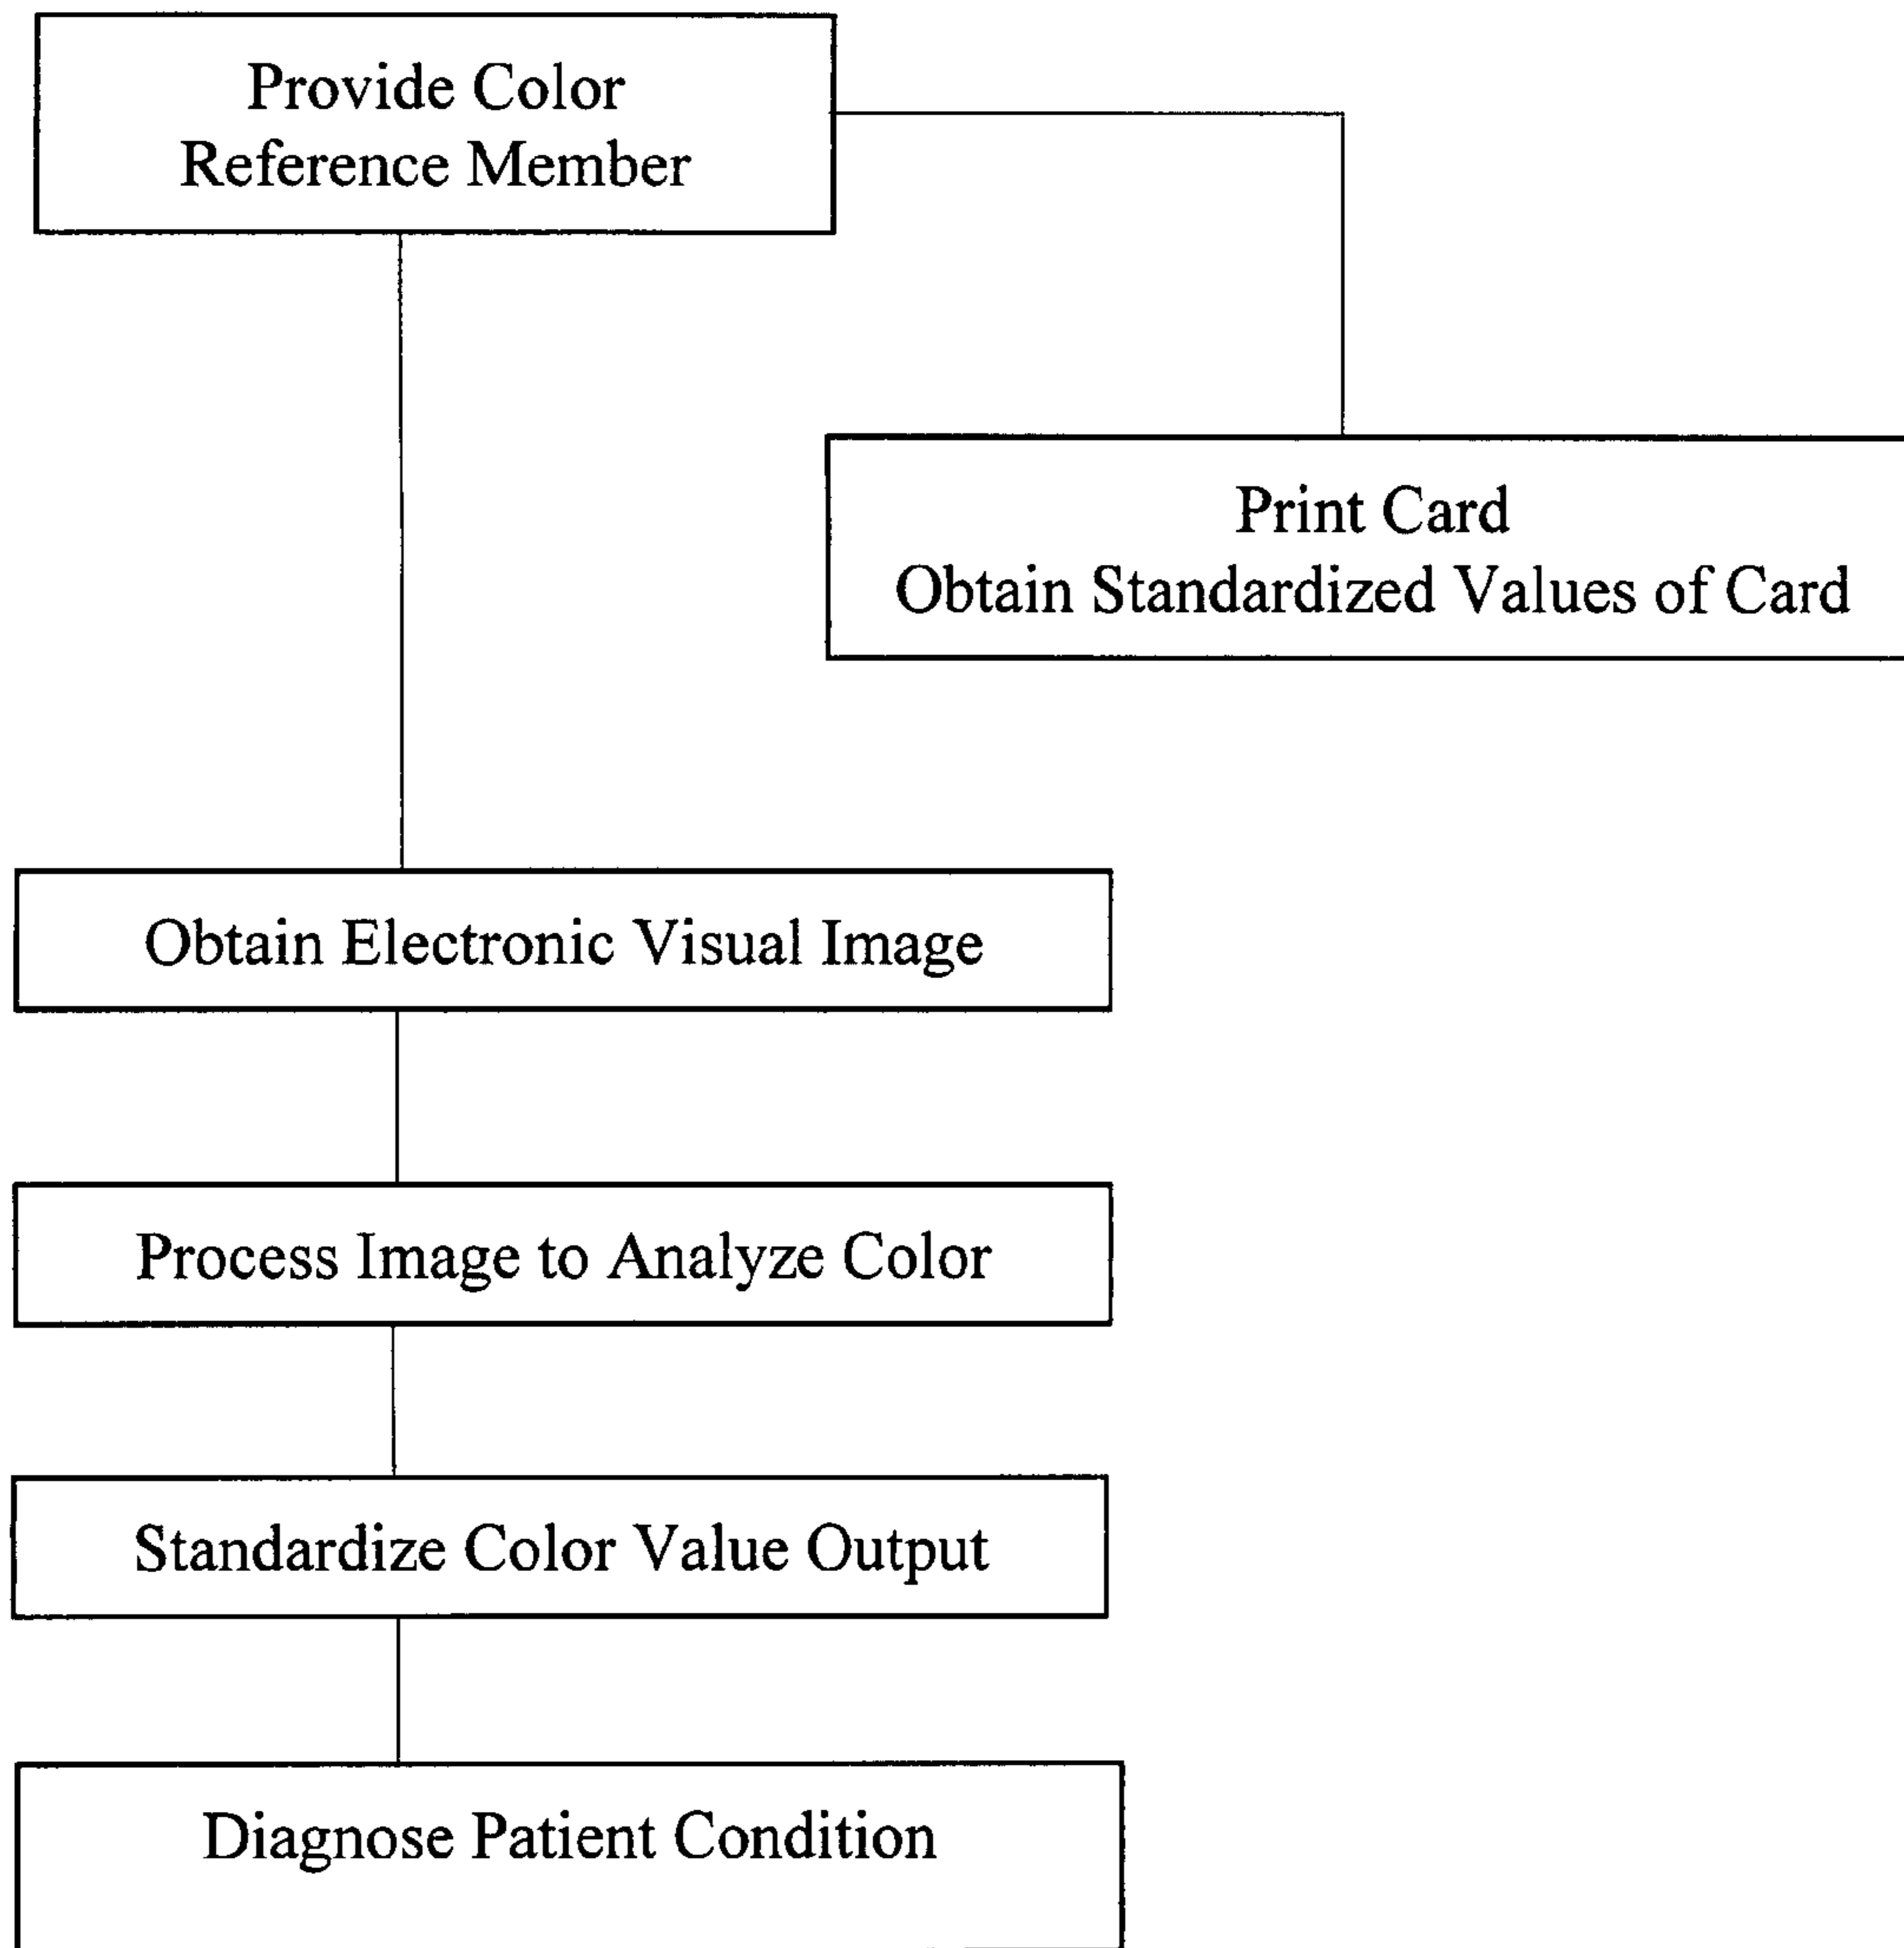 Provide Color
Reference Member
Print Card
Obtain Standardized Values of Card
Obtain Electronic Visual Image
Process Image to Analyze Color
Standardize Color Value Output
Diagnose Patient Condition